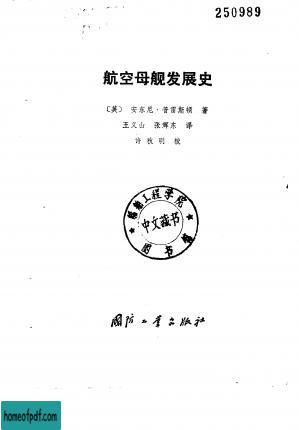 250989
航空母舰发展史
〔英〕 安东尼·普雷斯顿 著
王义山 张辉东 译
许牧明 校
工程学院
中文藏书
图书馆
国防工业出版社
homeofpdf.com